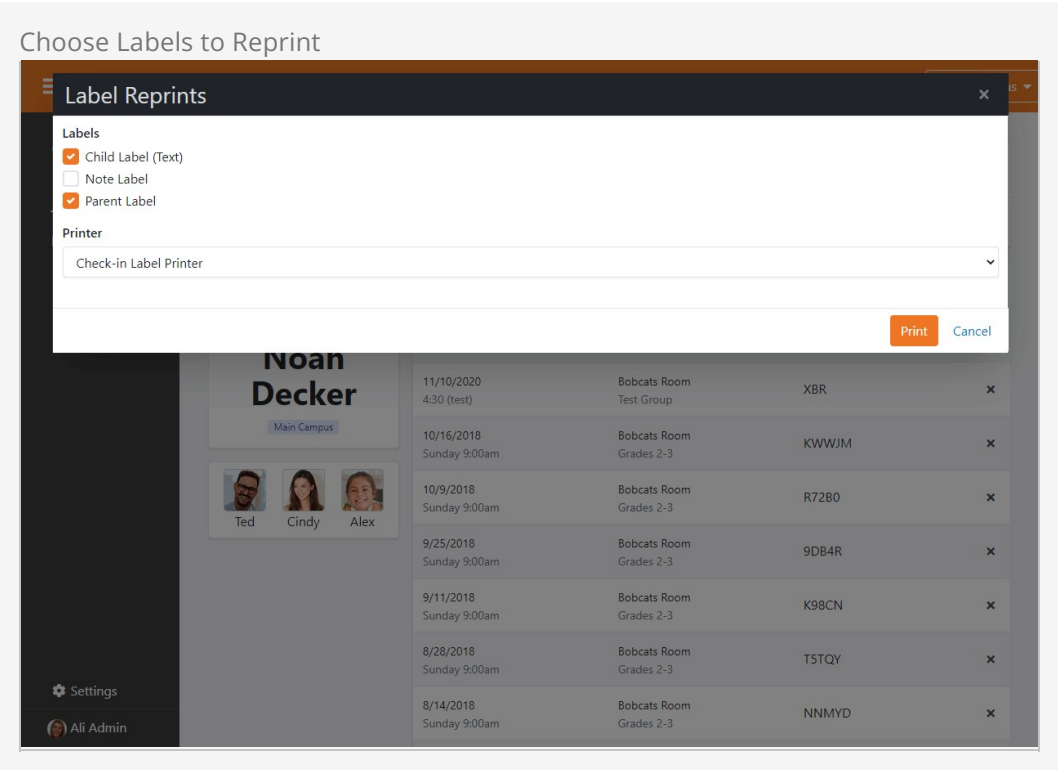 Choose Labels to Reprint
Label Reprints ×
us
Labels
Child Label (Text)
Note Label
Parent Label
Printer
Check-in Label Printer
Print Cancel
Noah
Decker
Main Campus
Ted Cindy Alex
11/10/2020 Bobcats Room XBR ×
4:30 (test) Test Group
10/16/2018 Bobcats Room KWWJM ×
Sunday 9:00am Grades 2-3
10/9/2018 Bobcats Room R72B0 ×
Sunday 9:00am Grades 2-3
9/25/2018 Bobcats Room 9DB4R ×
Sunday 9:00am Grades 2-3
9/11/2018 Bobcats Room K98CN ×
Sunday 9:00am Grades 2-3
8/28/2018 Bobcats Room T5TQY ×
Sunday 9:00am Grades 2-3
8/14/2018 Bobcats Room NNMYD ×
Sunday 9:00am Grades 2-3
Settings
Ali Admin